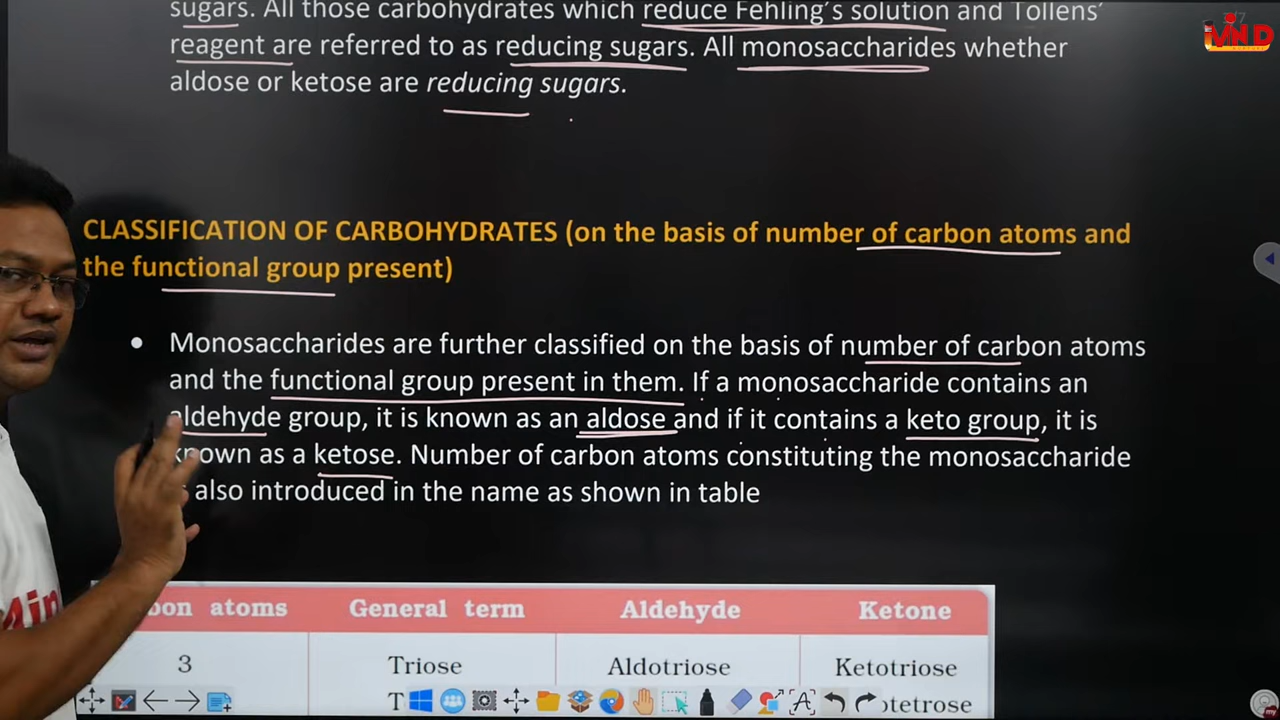 sugars. All those carbohydrates which reduce Fehling's solution and Tollens'
reagent are referred to as reducing sugars. All monosaccharides whether
aldose or ketose are reducing sugars.
CLASSIFICATION OF CARBOHYDRATES (on the basis of number of carbon atoms and
the functional group present)
• Monosaccharides are further classified on the basis of number of carbon atoms
and the functional group present in them. If a monosaccharide contains an
aldehyde group, it is known as an aldose and if it contains a keto group, it is
known as a ketose. Number of carbon atoms constituting the monosaccharide
also introduced in the name as shown in table
atoms General term Aldehyde Ketone
3 Triose Aldotriose Ketotriose